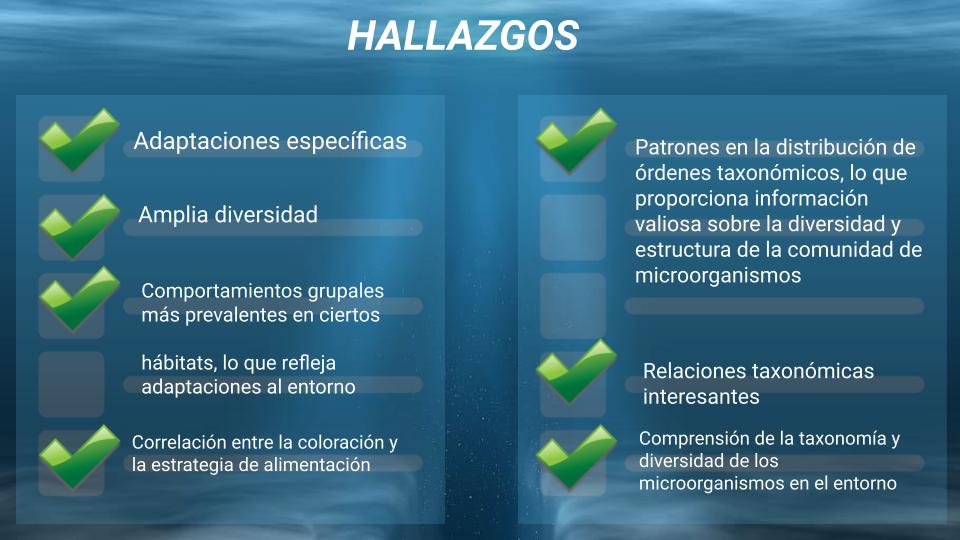 HALLAZGOS
Adaptaciones específicas
Amplia diversidad
Comportamientos grupales
más prevalentes en ciertos
hábitats, lo que refleja
adaptaciones al entorno
Correlación entre la coloración y
la estrategia de alimentación
Patrones en la distribución de
órdenes taxonómicos, lo que
proporciona información
valiosa sobre la diversidad y
estructura de la comunidad de
microorganismos
Relaciones taxonómicas
interesantes
Comprensión de la taxonomía y
diversidad de los
microorganismos en el entorno